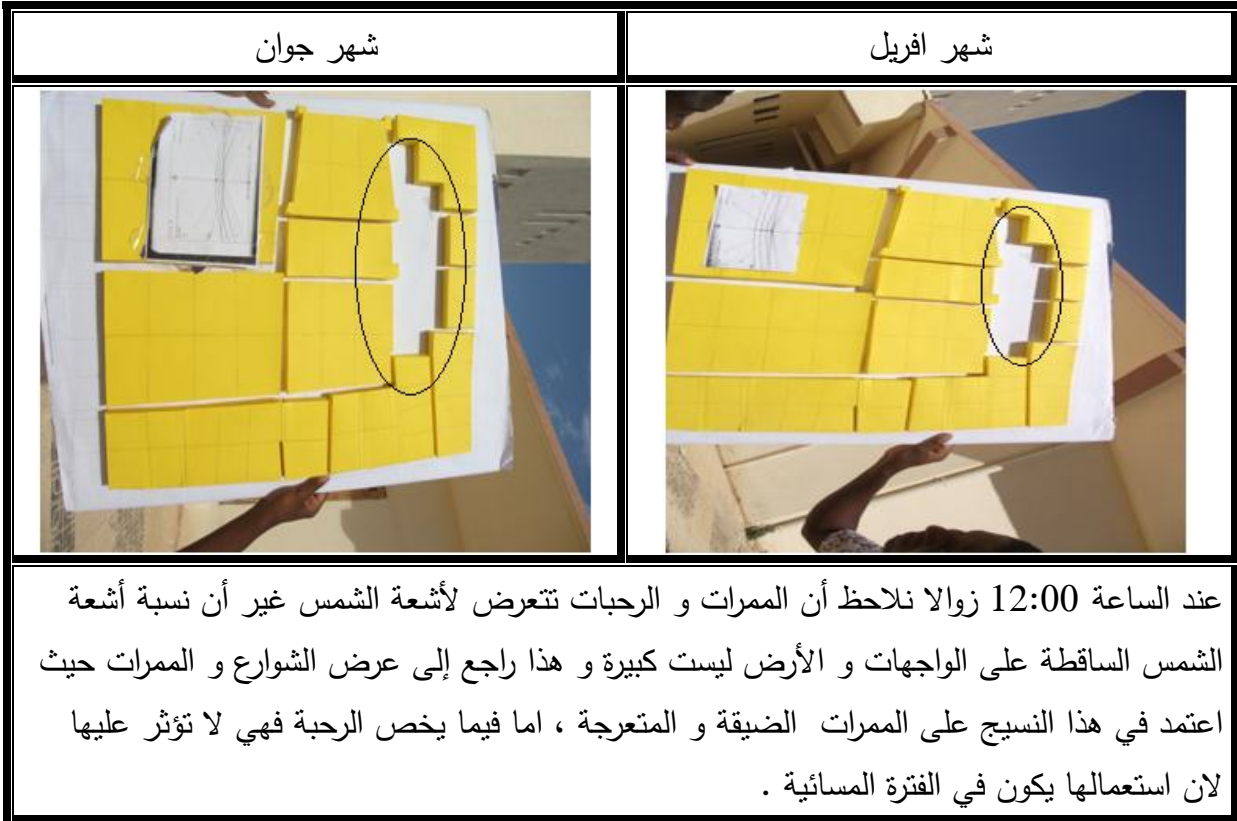 شهر افريل
شهر جوان
عند الساعة 12:00 زوالا نلاحظ أن الممرات و الرحبات تتعرض لأشعة الشمس غير أن نسبة أشعة
الشمس الساقطة على الواجهات و الأرض ليست كبيرة و هذا راجع إلى عرض الشوارع و الممرات حيث
اعتمد في هذا النسيج على الممرات الضيقة و المتعرجة ، اما فيما يخص الرحبة فهي لا تؤثر عليها
لان استعمالها يكون في الفترة المسائية .